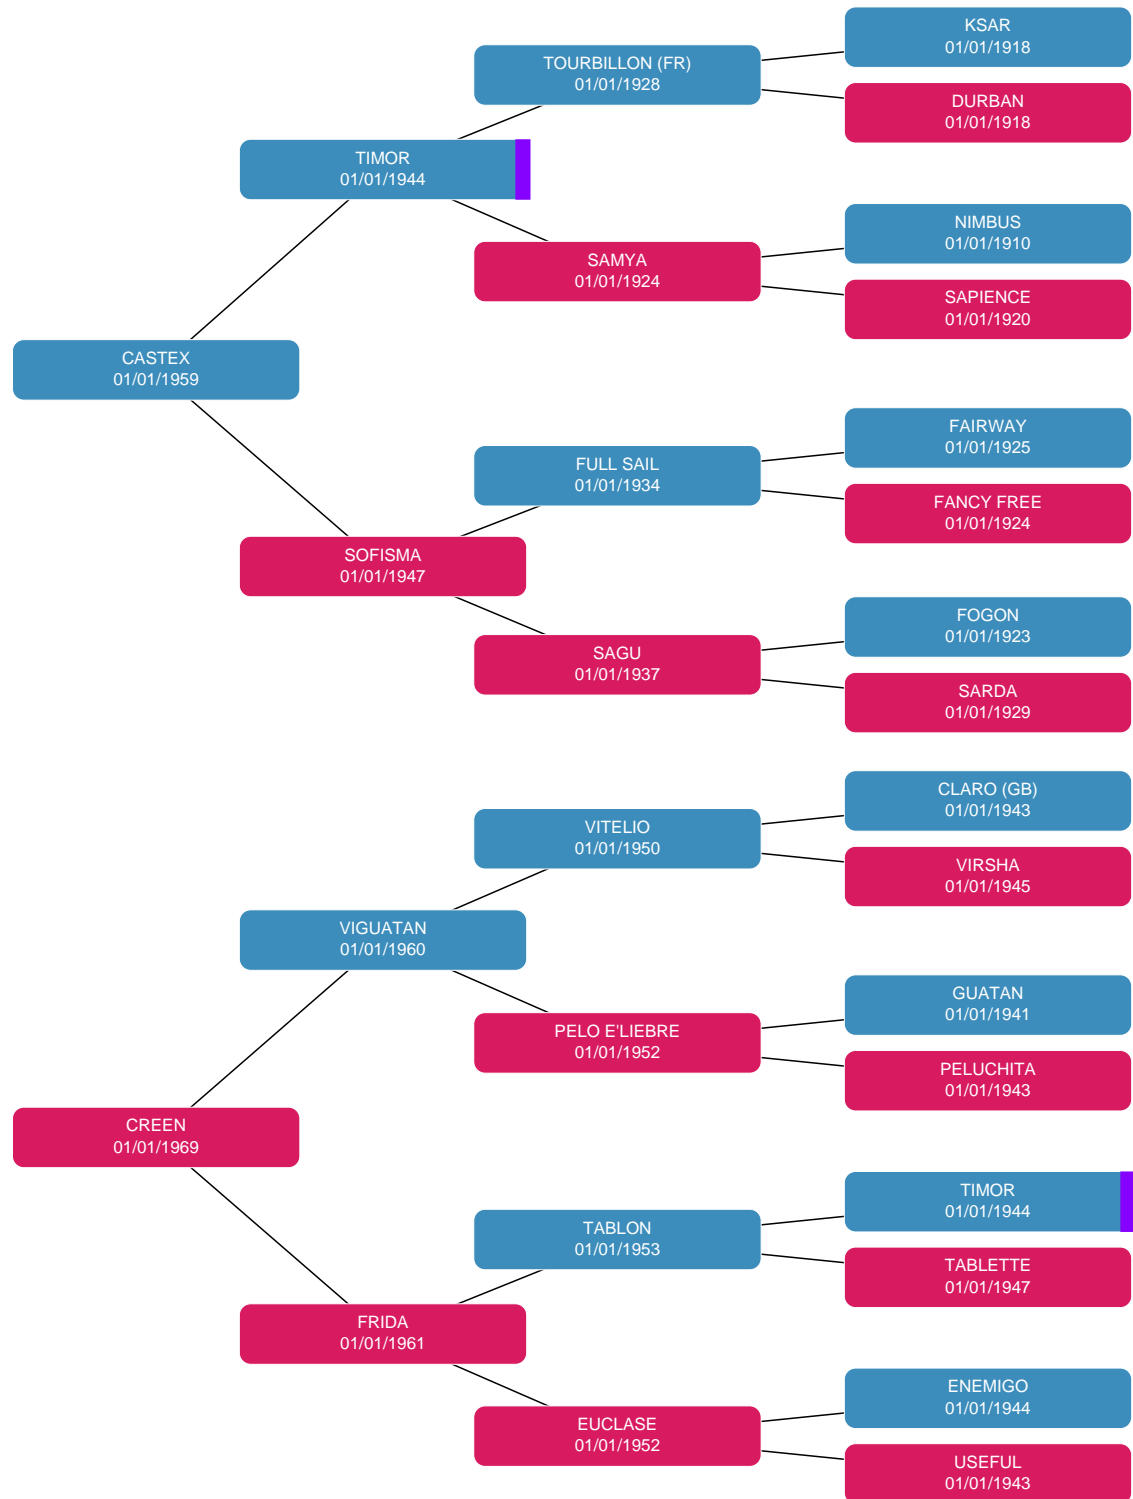 KSAR
01/01/1918
TOURBILLON (FR)
01/01/1928
DURBAN
01/01/1918
TIMOR
01/01/1944
NIMBUS
01/01/1910
SAMYA
01/01/1924
SAPIENCE
01/01/1920
CASTEX
01/01/1959
FAIRWAY
01/01/1925
FULL SAIL
01/01/1934
FANCY FREE
01/01/1924
SOFISMA
01/01/1947
FOGON
01/01/1923
SAGU
01/01/1937
SARDA
01/01/1929
CLARO (GB)
01/01/1943
VITELIO
01/01/1950
VIRSHA
01/01/1945
VIGUATAN
01/01/1960
GUATAN
01/01/1941
PELO E'LIEBRE
01/01/1952
PELUCHITA
01/01/1943
CREEN
01/01/1969
TIMOR
01/01/1944
TABLON
01/01/1953
TABLETTE
01/01/1947
FRIDA
01/01/1961
ENEMIGO
01/01/1944
EUCLASE
01/01/1952
USEFUL
01/01/1943